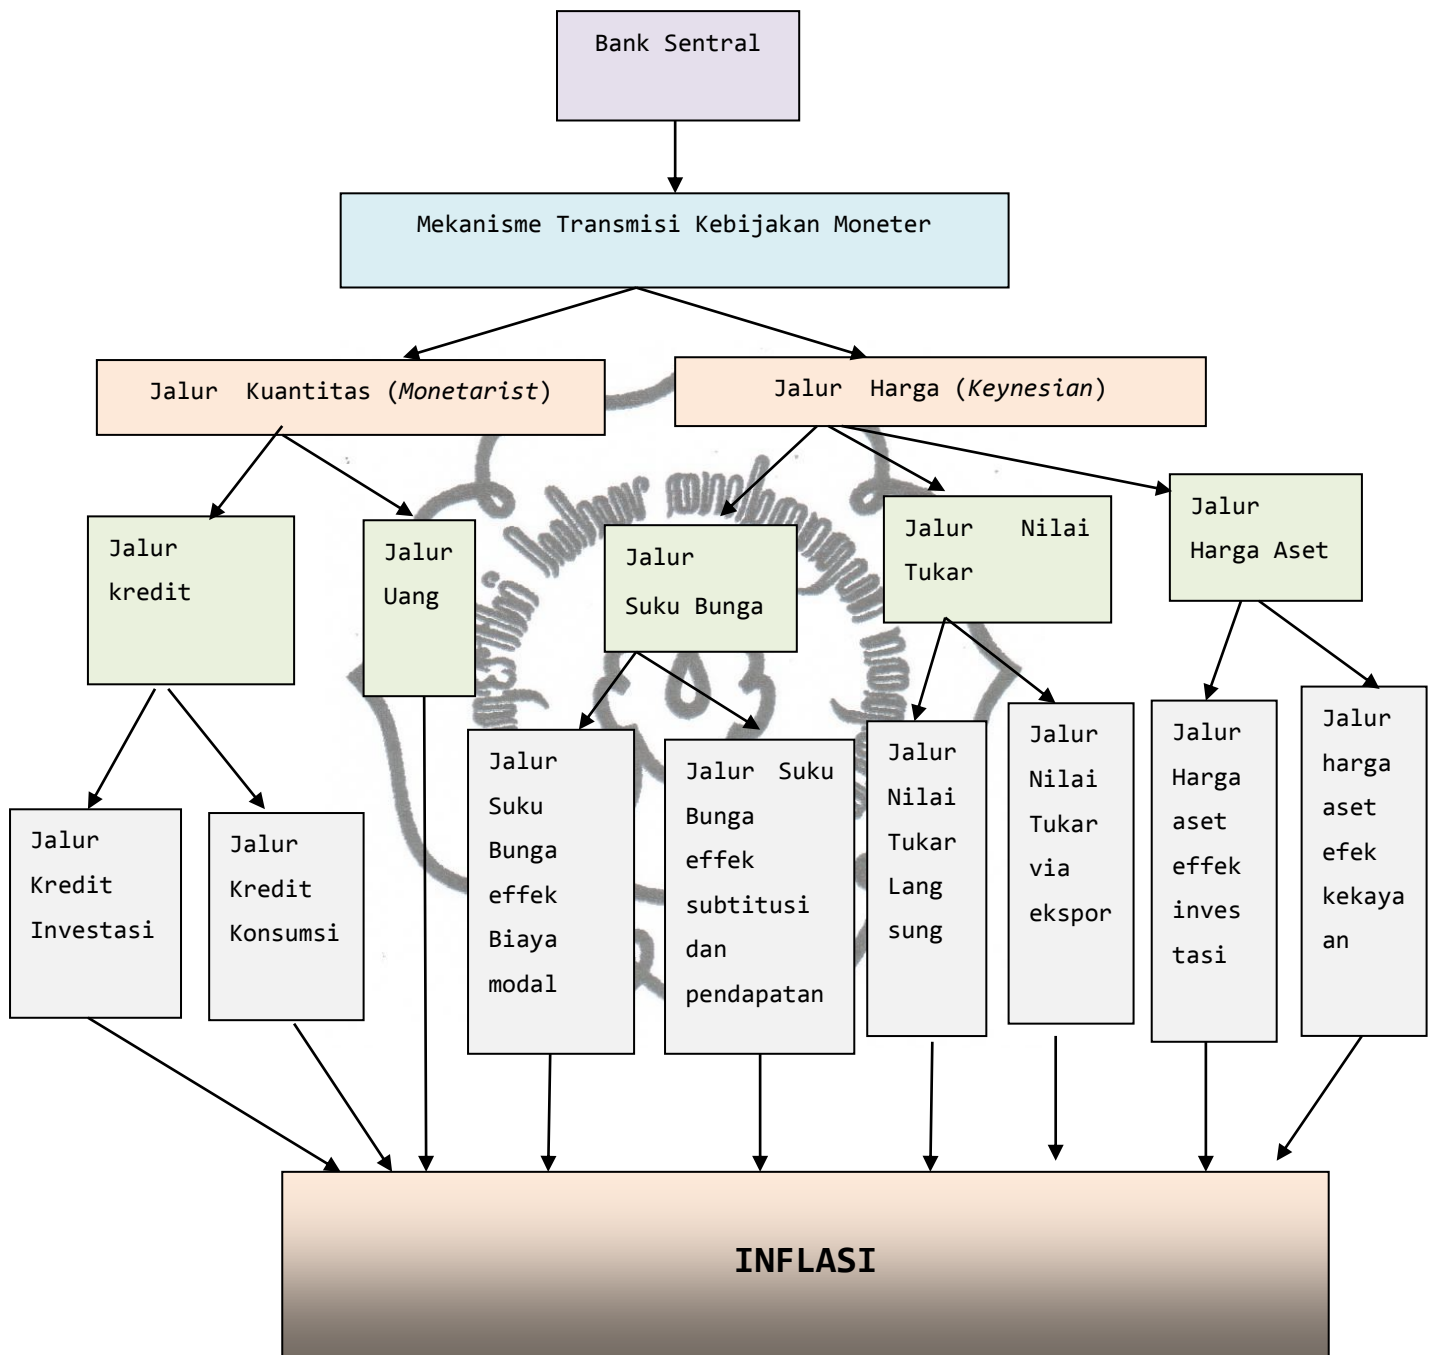 Bank Sentral
Mekanisme Transmisi Kebijakan Moneter
Jalur Kuantitas (Monetarist)
Jalur Harga (Keynesian)
Jalur
kredit
Jalur
Uang
Jalur
Suku Bunga
Jalur Nilai
Tukar
Jalur
Harga Aset
Jalur
Kredit
Investasi
Jalur
Kredit
Konsumsi
Jalur
Suku
Bunga
effek
Biaya
modal
Jalur Suku
Bunga
effek
subtitusi
dan
pendapatan
Jalur
Nilai
Tukar
Lang
sung
Jalur
Nilai
Tukar
via
ekspor
Jalur
Harga
aset
effek
inves
tasi
Jalur
harga
aset
efek
kekaya
an
INFLASI